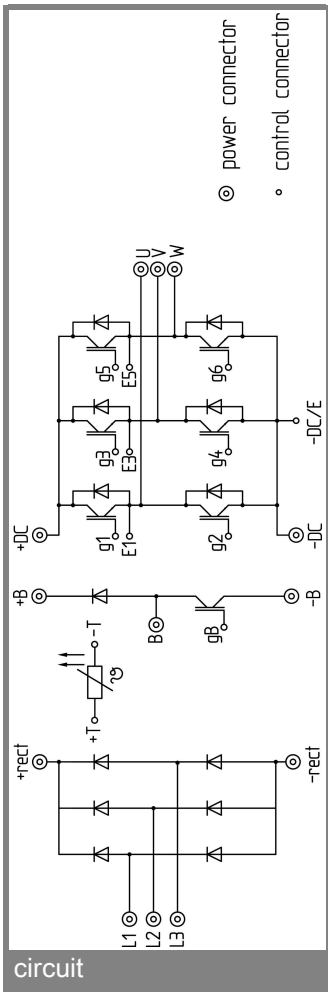 power connector
control connector
U
V
W
g5
E5
g6
g3
E3
g4
-DC/E
+DC
g1
E1
g2
-DC
+B
B
gB
-B
+T
-T
ϑ
+rect
-rect
L1
L2
L3
circuit